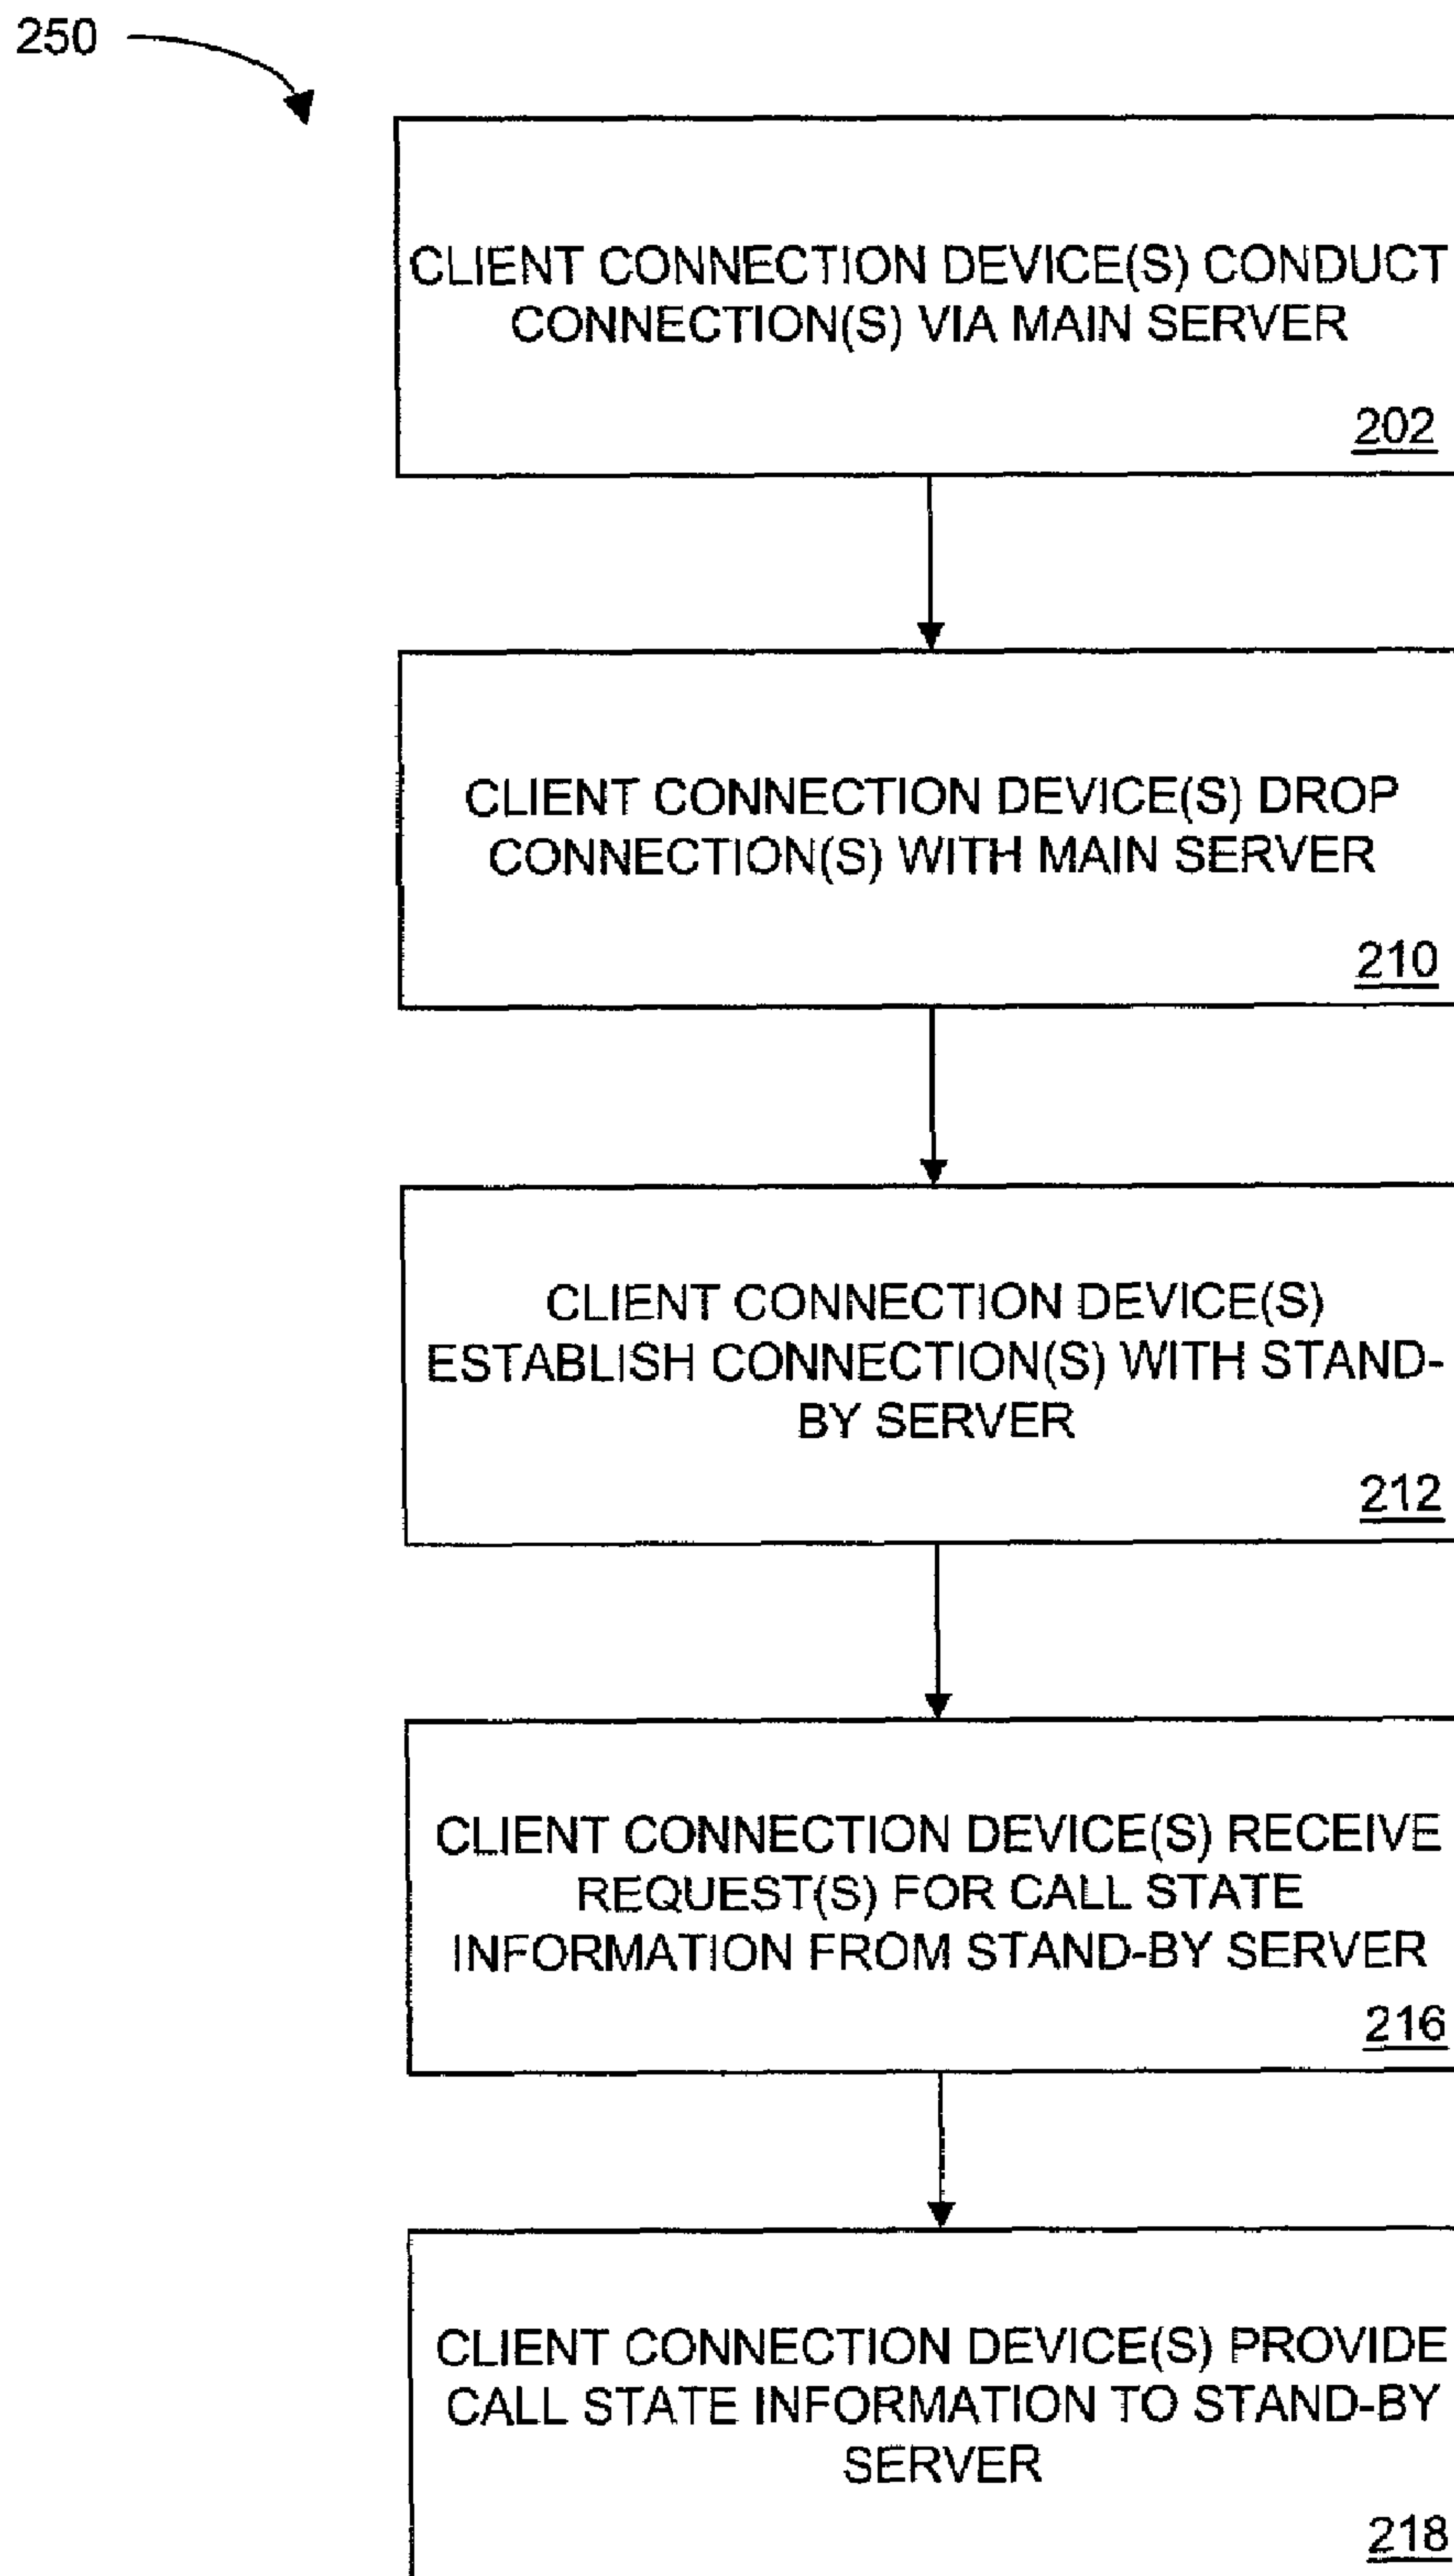 250
CLIENT CONNECTION DEVICE(S) CONDUCT
CONNECTION(S) VIA MAIN SERVER
202
CLIENT CONNECTION DEVICE(S) DROP
CONNECTION(S) WITH MAIN SERVER
210
CLIENT CONNECTION DEVICE(S)
ESTABLISH CONNECTION(S) WITH STAND-
BY SERVER
212
CLIENT CONNECTION DEVICE(S) RECEIVE
REQUEST(S) FOR CALL STATE
INFORMATION FROM STAND-BY SERVER
216
CLIENT CONNECTION DEVICE(S) PROVIDE
CALL STATE INFORMATION TO STAND-BY
SERVER
218